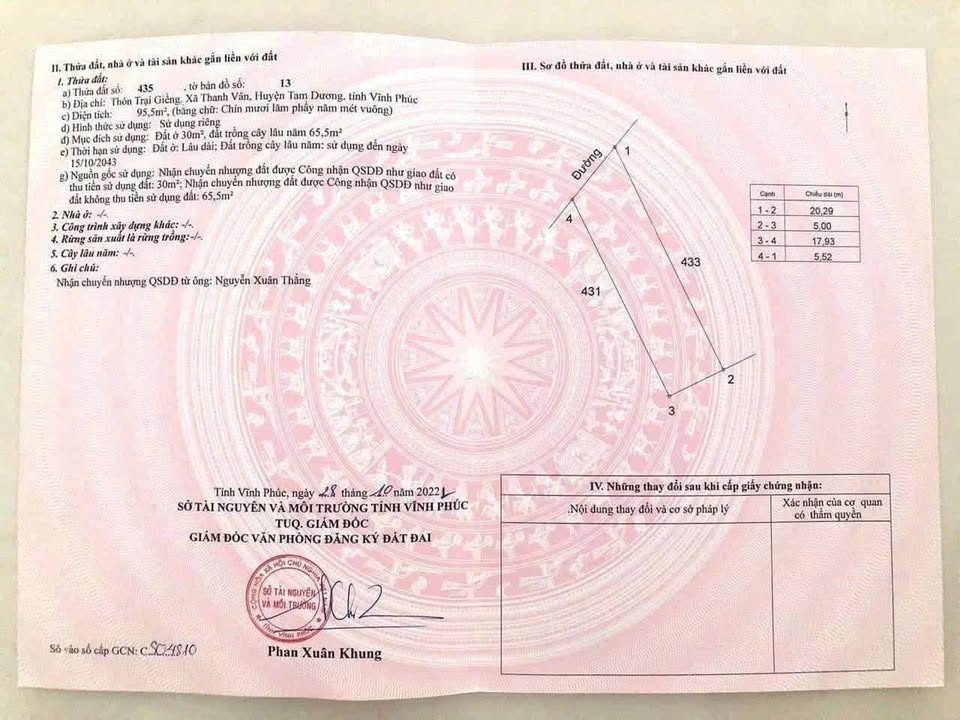 II. Thửa đất, nhà ở và tài sản khác gắn liền với đất
1. Thửa đất:
a) Thửa đất số: 435 , tờ bản đồ số: 13
b) Địa chỉ: Thôn Trại Giềng, Xã Thanh Vân, Huyện Tam Dương, tỉnh Vĩnh Phúc
c) Diện tích: 95,5m², (bằng chữ: Chín mươi lăm phẩy năm mét vuông)
d) Hình thức sử dụng: Sử dụng riêng
đ) Mục đích sử dụng: Đất ở 30m², đất trồng cây lâu năm 65,5m²
e) Thời hạn sử dụng: Đất ở: Lâu dài; Đất trồng cây lâu năm: sử dụng đến ngày
15/10/2043
g) Nguồn gốc sử dụng: Nhận chuyển nhượng đất được Công nhận QSDĐ như giao đất có
thu tiền sử dụng đất: 30m²; Nhận chuyển nhượng đất được Công nhận QSDĐ như giao
đất không thu tiền sử dụng đất: 65,5m²
2. Nhà ở: -/-.
3. Công trình xây dựng khác: -/-.
4. Rừng sản xuất là rừng trồng:-/-.
5. Cây lâu năm: -/-.
6. Ghi chú:
Nhận chuyển nhượng QSDĐ từ ông: Nguyễn Xuân Thắng
Tỉnh Vĩnh Phúc, ngày 28 tháng 10 năm 2022
SỞ TÀI NGUYÊN VÀ MÔI TRƯỜNG TỈNH VĨNH PHÚC
TUQ. GIÁM ĐỐC
GIÁM ĐỐC VĂN PHÒNG ĐĂNG KÝ ĐẤT ĐAI
CỘNG HÒA XÃ HỘI CHỦ NGHĨA
SỞ TÀI NGUYÊN
VÀ MÔI TRƯỜNG
TỈNH VĨNH PHÚC
Phan Xuân Khung
Số vào sổ cấp GCN: CS04810
III. Sơ đồ thửa đất, nhà ở và tài sản khác gắn liền với đất
Đường
1
4
433
431
2
3
Cạnh Chiều dài (m)
1 - 2 20,29
2 - 3 5,00
3 - 4 17,93
4 - 1 5,52
IV. Những thay đổi sau khi cấp giấy chứng nhận:
Nội dung thay đổi và cơ sở pháp lý
Xác nhận của cơ quan
có thẩm quyền